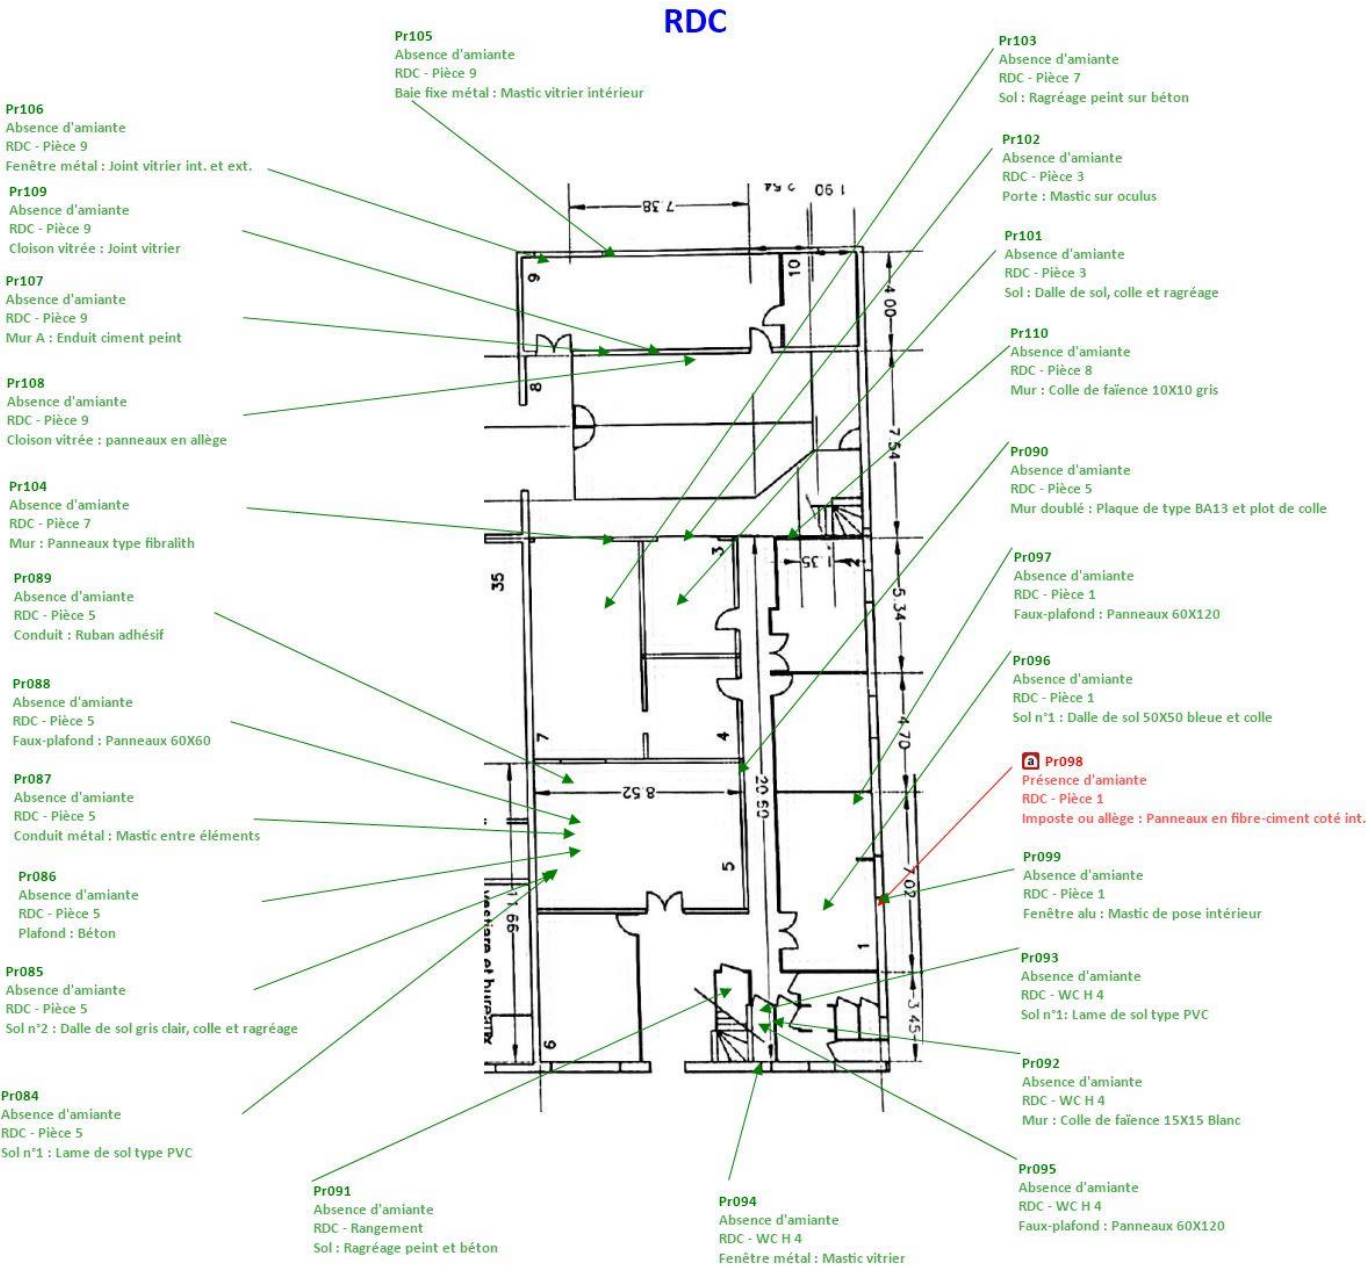 RDC
Pr105
Absence d'amiante
RDC - Pièce 9
Baie fixe métal : Mastic vitrier intérieur
Pr103
Absence d'amiante
RDC - Pièce 7
Sol : Ragréage peint sur béton
Pr106
Absence d'amiante
RDC - Pièce 9
Fenêtre métal : Joint vitrier int. et ext.
Pr102
Absence d'amiante
RDC - Pièce 3
Porte : Mastic sur oculus
Pr109
Absence d'amiante
RDC - Pièce 9
Cloison vitrée : Joint vitrier
Pr101
Absence d'amiante
RDC - Pièce 3
Sol : Dalle de sol, colle et ragréage
Pr107
Absence d'amiante
RDC - Pièce 9
Mur A : Enduit ciment peint
Pr110
Absence d'amiante
RDC - Pièce 8
Mur : Colle de faïence 10X10 gris
Pr108
Absence d'amiante
RDC - Pièce 9
Cloison vitrée : panneaux en allège
Pr090
Absence d'amiante
RDC - Pièce 5
Mur doublé : Plaque de type BA13 et plot de colle
Pr104
Absence d'amiante
RDC - Pièce 7
Mur : Panneaux type fibralith
Pr097
Absence d'amiante
RDC - Pièce 1
Faux-plafond : Panneaux 60X120
Pr089
Absence d'amiante
RDC - Pièce 5
Conduit : Ruban adhésif
Pr096
Absence d'amiante
RDC - Pièce 1
Sol n°1 : Dalle de sol 50X50 bleue et colle
Pr088
Absence d'amiante
RDC - Pièce 5
Faux-plafond : Panneaux 60X60
a Pr098
Présence d'amiante
RDC - Pièce 1
Imposte ou allège : Panneaux en fibre-ciment coté int.
Pr087
Absence d'amiante
RDC - Pièce 5
Conduit métal : Mastic entre éléments
Pr099
Absence d'amiante
RDC - Pièce 1
Fenêtre alu : Mastic de pose intérieur
Pr086
Absence d'amiante
RDC - Pièce 5
Plafond : Béton
Pr093
Absence d'amiante
RDC - WC H 4
Sol n°1: Lame de sol type PVC
Pr085
Absence d'amiante
RDC - Pièce 5
Sol n°2 : Dalle de sol gris clair, colle et ragréage
Pr092
Absence d'amiante
RDC - WC H 4
Mur : Colle de faïence 15X15 Blanc
Pr084
Absence d'amiante
RDC - Pièce 5
Sol n°1 : Lame de sol type PVC
Pr095
Absence d'amiante
RDC - WC H 4
Faux-plafond : Panneaux 60X120
Pr091
Absence d'amiante
RDC - Rangement
Sol : Ragréage peint et béton
Pr094
Absence d'amiante
RDC - WC H 4
Fenêtre métal : Mastic vitrier
7.38
2.54
1.90
9
10
4.00
8
7.54
35
3
1.35
2
5.34
7
4
4.70
8.52
20.50
5
7.02
11.66
vestiaire et bureaux
1
6
3.45